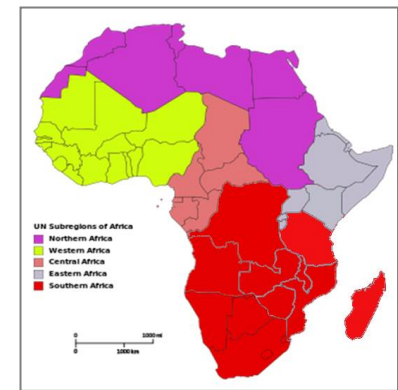 UN Subregions of Africa
Northern Africa
Western Africa
Central Africa
Eastern Africa
Southern Africa
0 1000 mi
0 1000 km